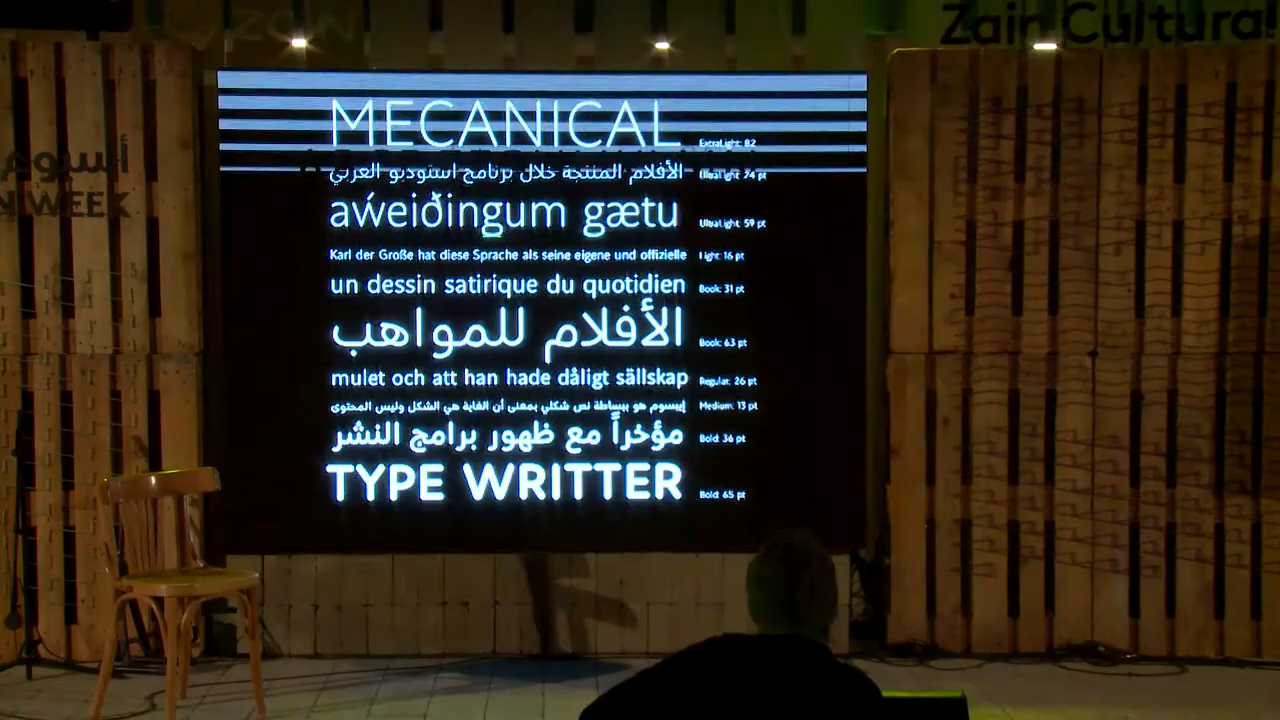 ZAIN
Zain Cultural
أسبوع
NIWEEK
MECANICAL ExtraLight: 82
الأفلام المنتجة خلال برنامج استوديو العربي UltraLight: 74 pt
aẃeiðingum gætu UltraLight: 59 pt
Karl der Große hat diese Sprache als seine eigene und offizielle Light: 16 pt
un dessin satirique du quotidien Book: 31 pt
الأفلام للمواهب Book: 63 pt
mulet och att han hade dåligt sällskap Regular: 26 pt
إيبسوم هو ببساطة نص شكلي بمعنى أن الغاية هي الشكل وليس المحتوى Medium: 13 pt
مؤخراً مع ظهور برامج النشر Bold: 36 pt
TYPE WRITTER Bold: 65 pt